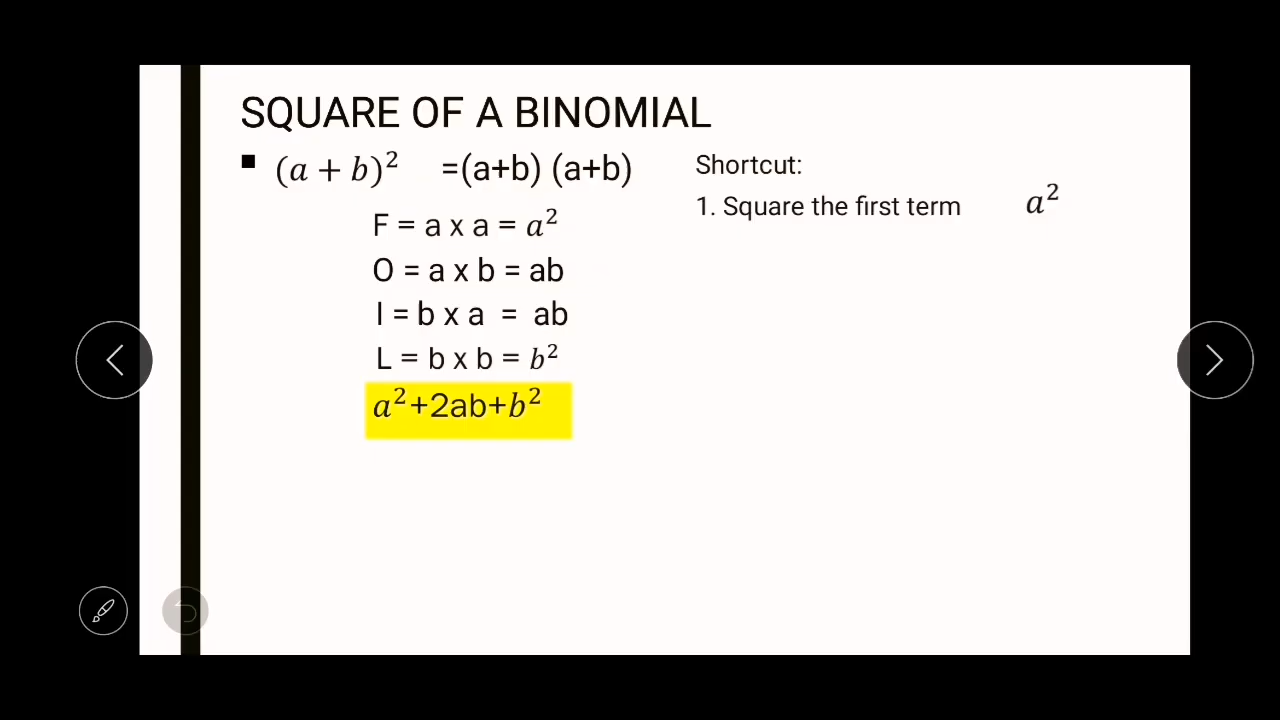 SQUARE OF A BINOMIAL
▪ (a + b)² =(a+b) (a+b)
F = a x a = a²
O = a x b = ab
I = b x a = ab
L = b x b = b²
a²+2ab+b²
Shortcut:
1. Square the first term a²